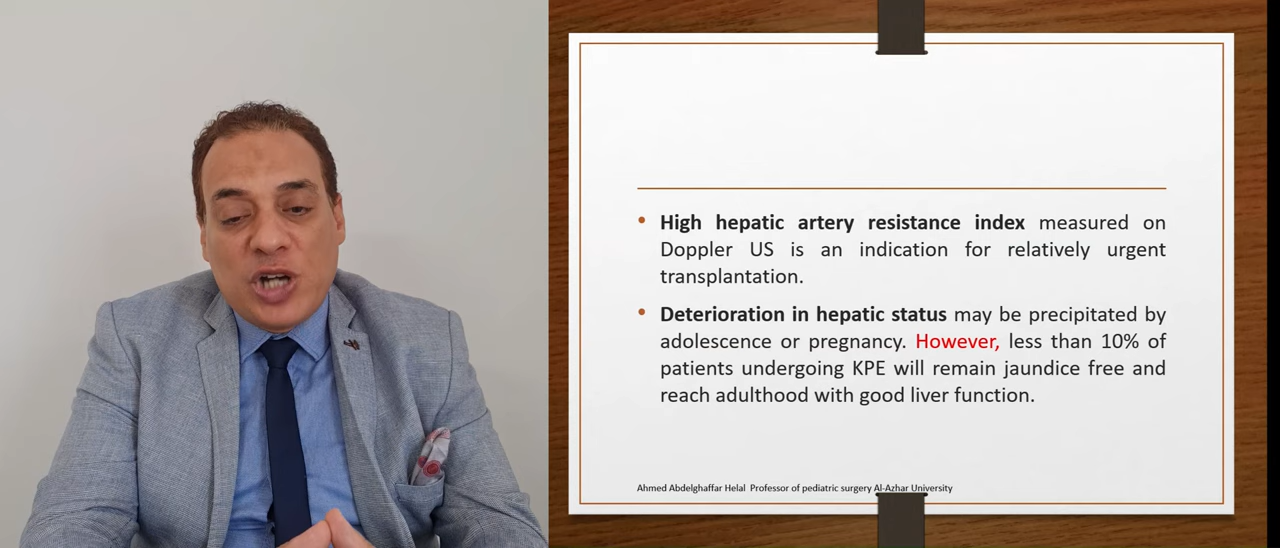 High hepatic artery resistance index measured on
Doppler US is an indication for relatively urgent
transplantation.
Deterioration in hepatic status may be precipitated by
adolescence or pregnancy. However, less than 10% of
patients undergoing KPE will remain jaundice free and
reach adulthood with good liver function.
Ahmed Abdelghaffar Helal Professor of pediatric surgery Al-Azhar University